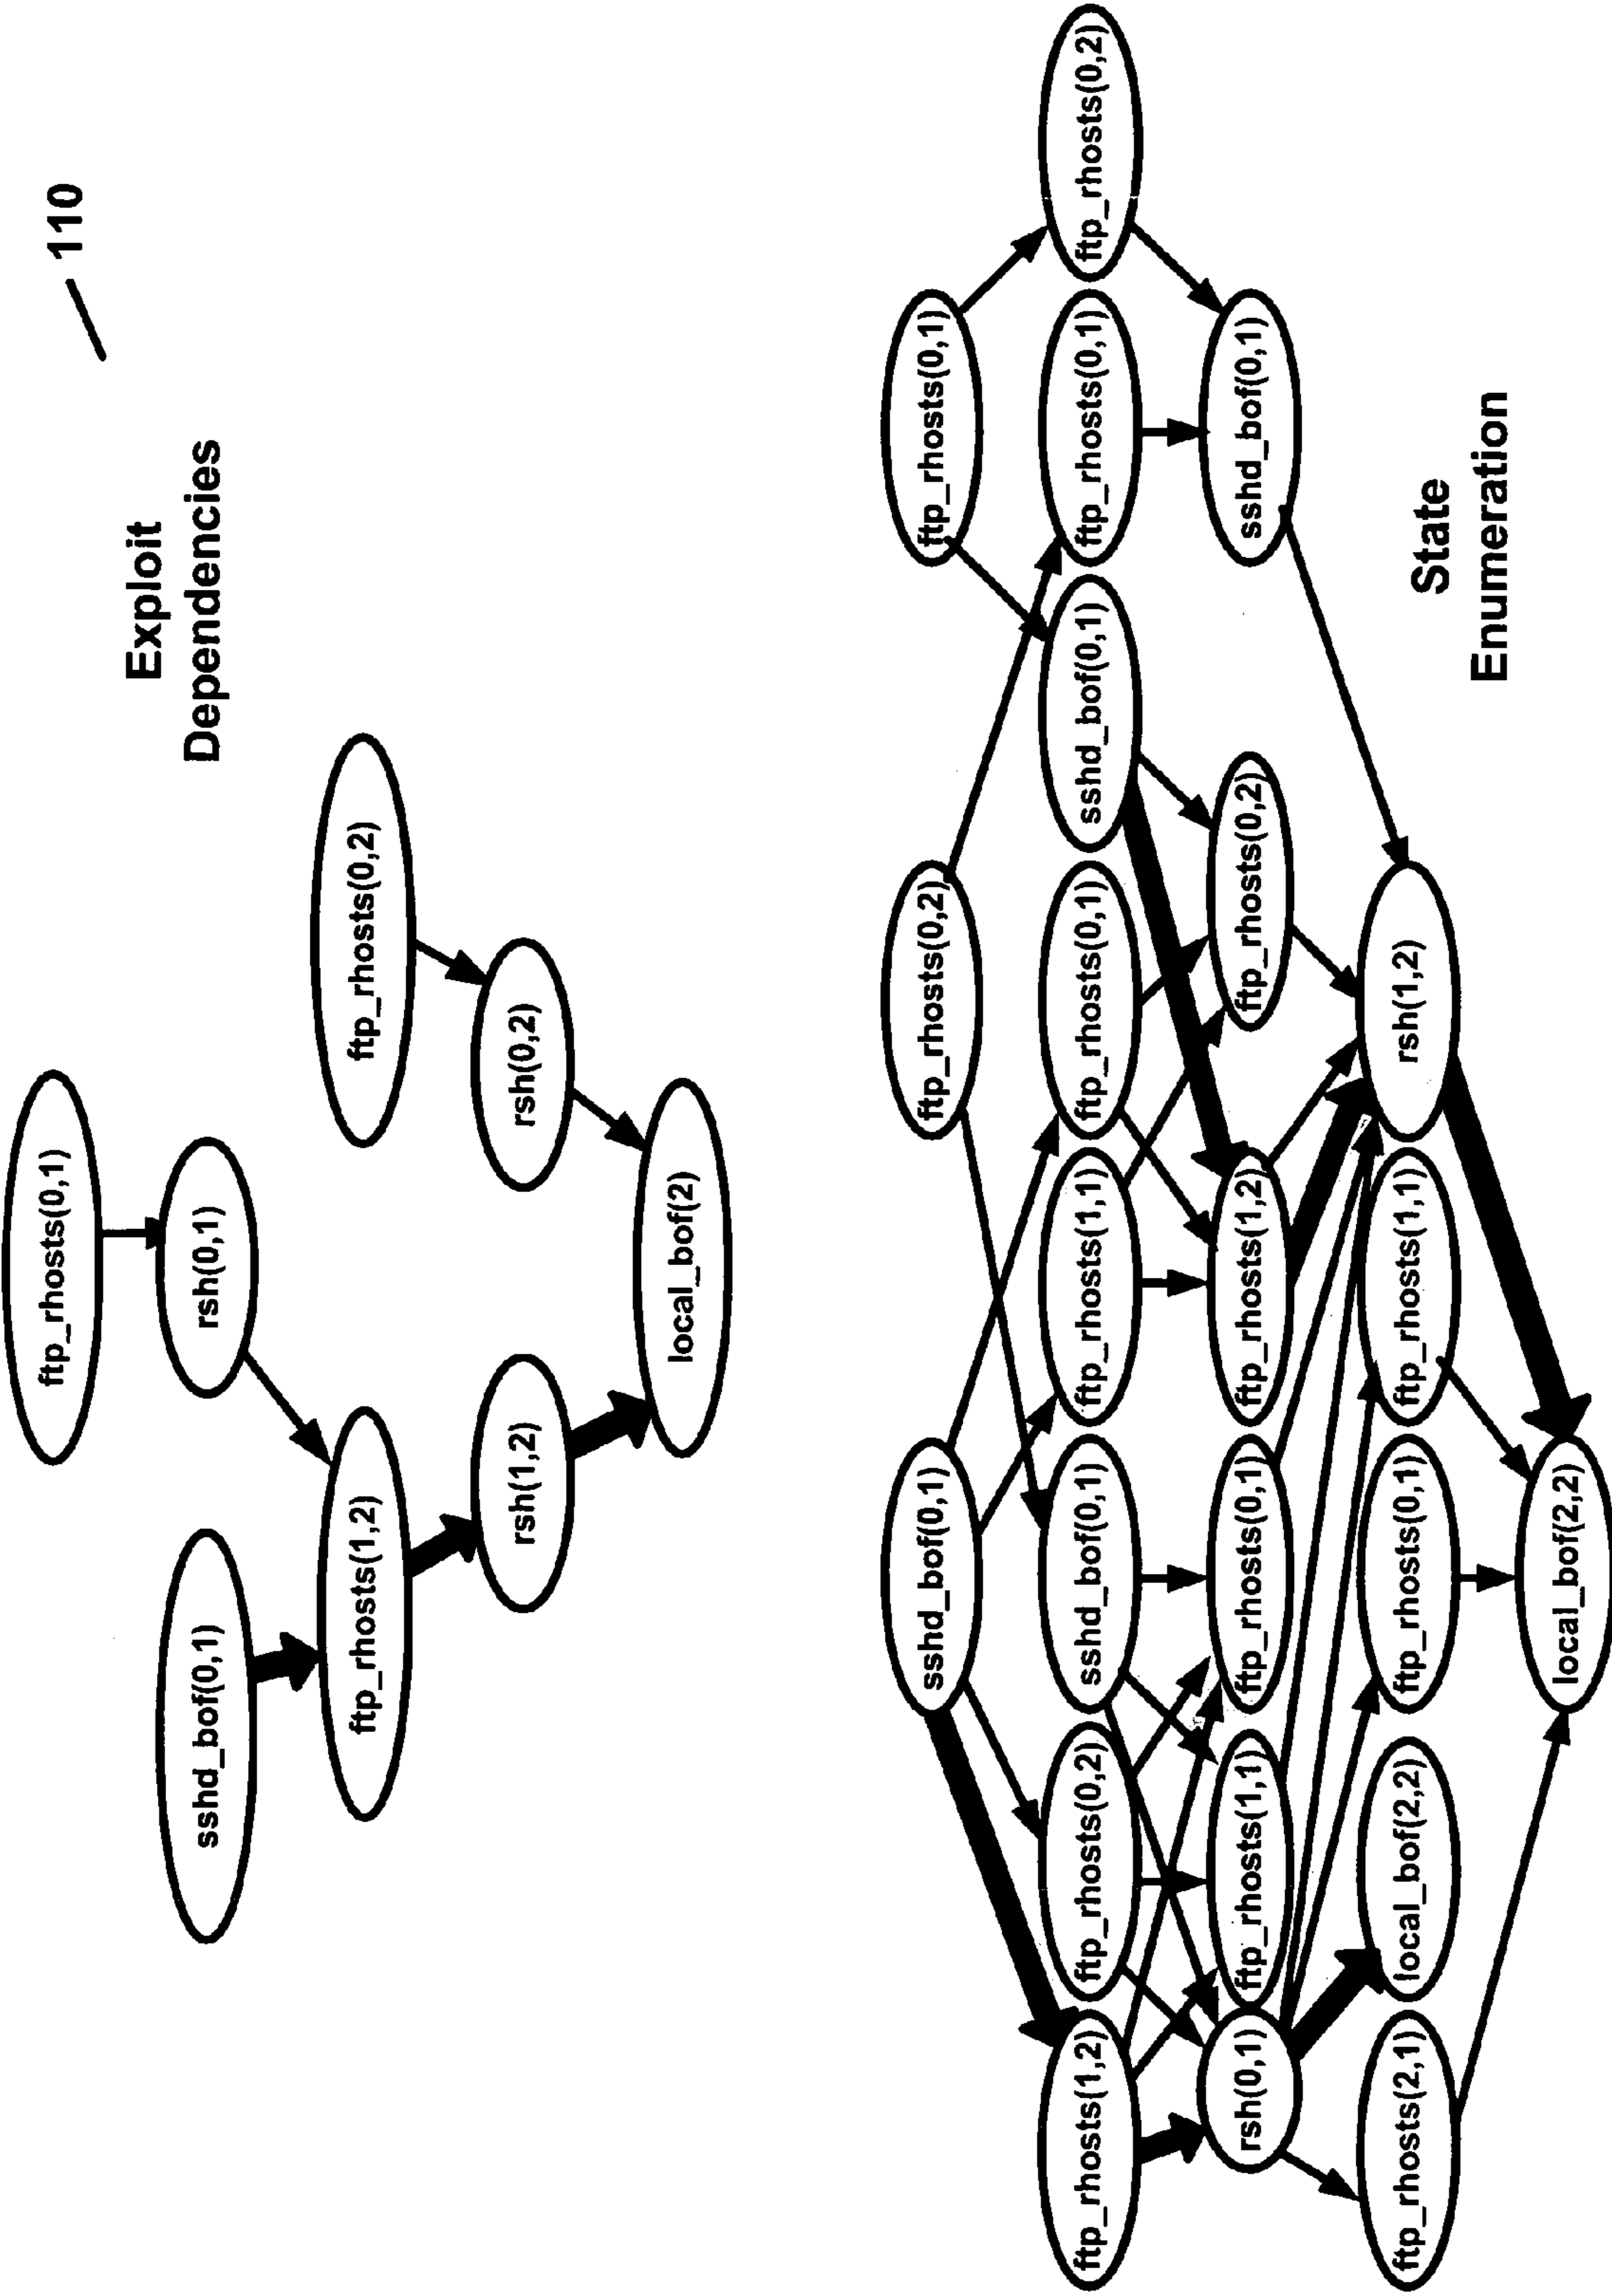 110
Exploit
Dependencies
ftp_rhosts(0,1)
sshd_bof(0,1)
rsh(0,1)
ftp_rhosts(1,2)
ftp_rhosts(0,2)
rsh(1,2)
rsh(0,2)
local_bof(2)
sshd_bof(0,1)
ftp_rhosts(0,2)
ftp_rhosts(0,1)
ftp_rhosts(1,2)
ftp_rhosts(0,2)
sshd_bof(0,1)
ftp_rhosts(1,1)
ftp_rhosts(0,1)
sshd_bof(0,1)
ftp_rhosts(0,1)
ftp_rhosts(0,2)
rsh(0,1)
ftp_rhosts(1,1)
ftp_rhosts(0,1)
ftp_rhosts(1,2)
ftp_rhosts(0,2)
sshd_bof(0,1)
ftp_rhosts(2,1)
local_bof(2,2)
ftp_rhosts(0,1)
ftp_rhosts(1,1)
rsh(1,2)
local_bof(2,2)
State
Enumeration